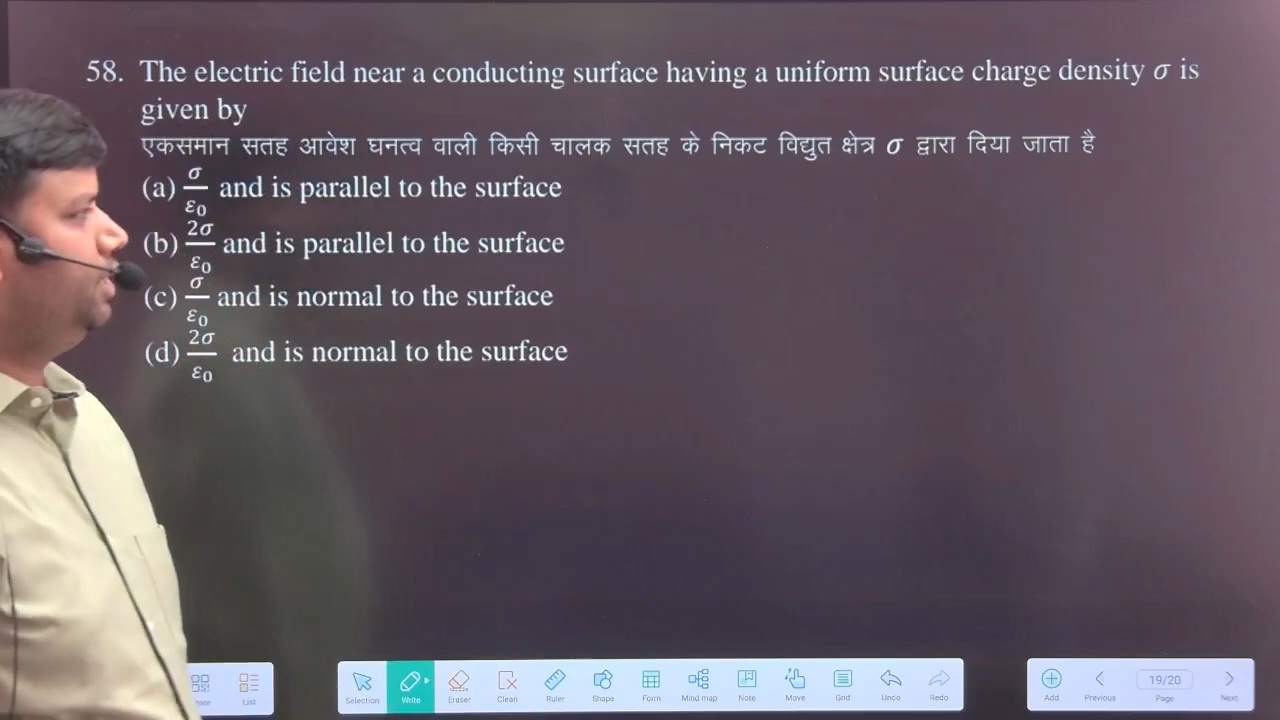 58. The electric field near a conducting surface having a uniform surface charge density σ is
given by
एकसमान सतह आवेश घनत्व वाली किसी चालक सतह के निकट विद्युत क्षेत्र σ द्वारा दिया जाता है
(a) σ/ε₀ and is parallel to the surface
(b) 2σ/ε₀ and is parallel to the surface
(c) σ/ε₀ and is normal to the surface
(d) 2σ/ε₀ and is normal to the surface
List Selection Write Eraser Clean Ruler Shape Form Mind map Note Move Grid Undo Redo Add Previous 19/20 Page Next